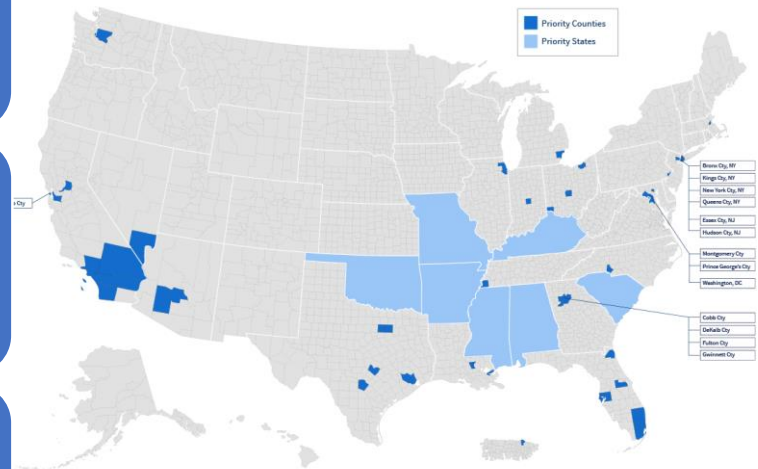 Priority Counties
Priority States
Cty
Bronx Cty, NY
Kings Cty, NY
New York Cty, NY
Queens Cty, NY
Essex Cty, NJ
Hudson Cty, NJ
Montgomery Cty
Prince George's Cty
Washington, DC
Cobb Cty
DeKalb Cty
Fulton Cty
Gwinnett Cty